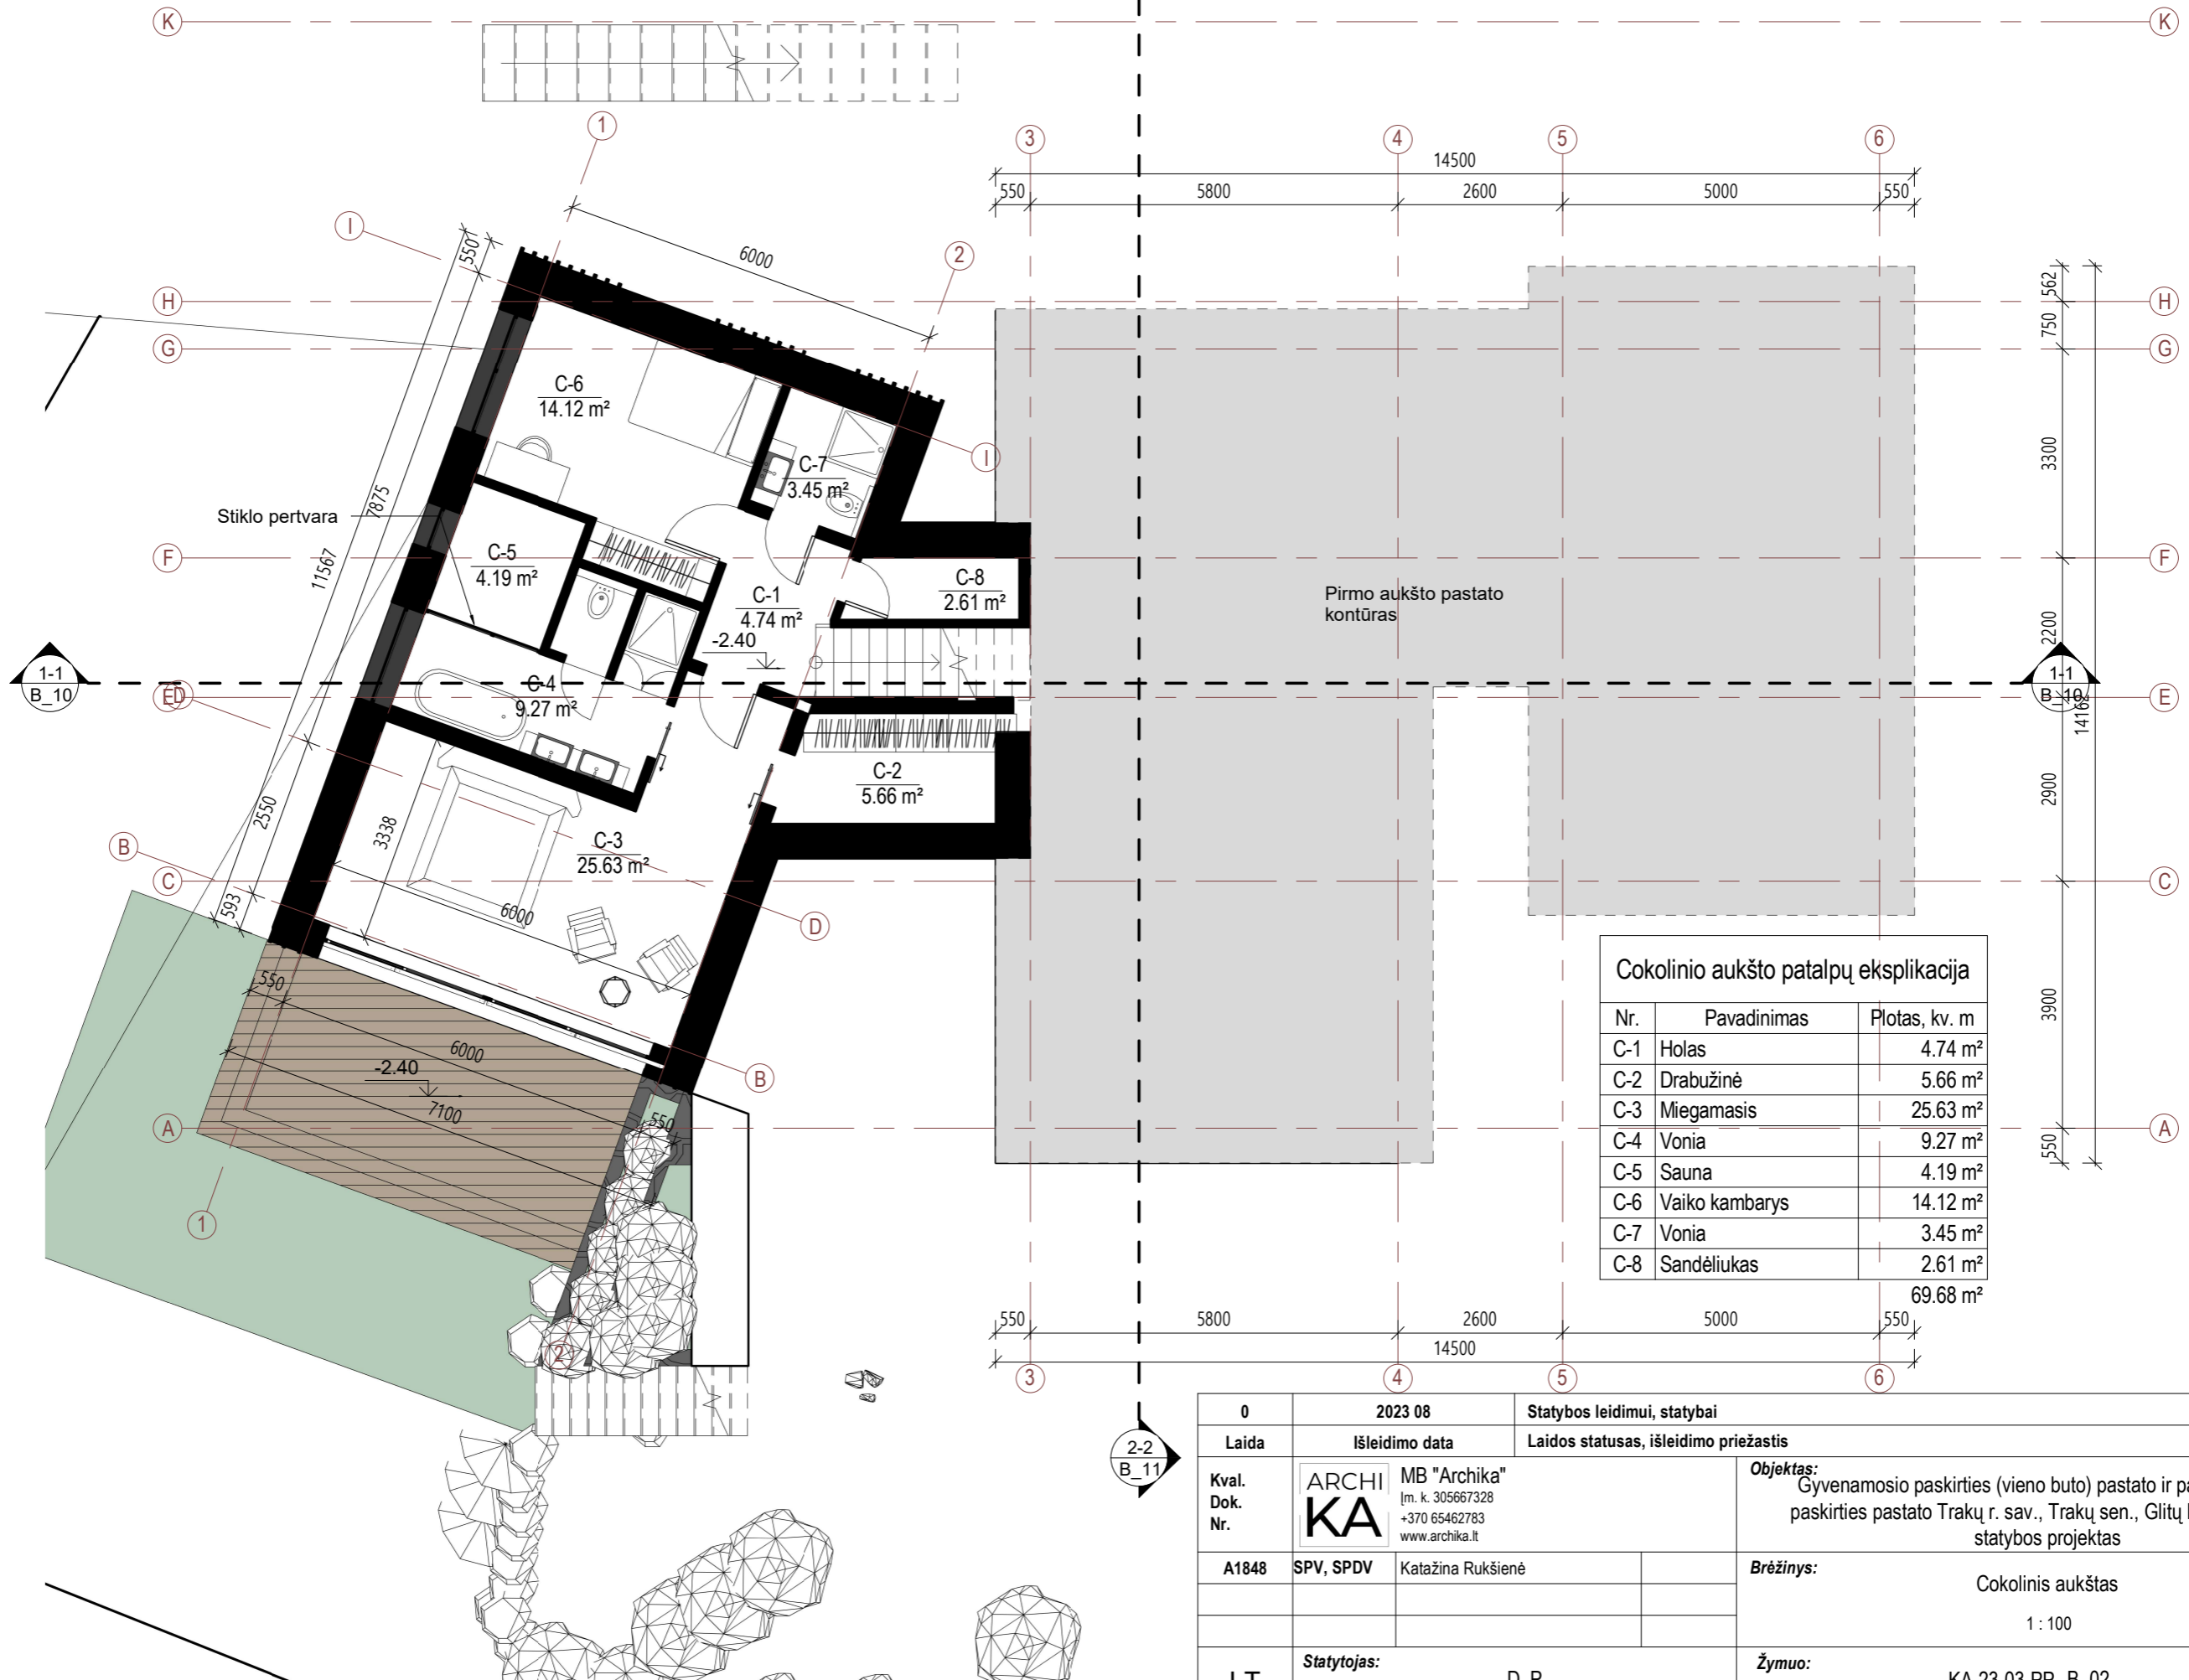 K
K
1
3
4
5
6
14500
550
5800
2600
5000
550
I
550
6000
2
H
562
H
G
750
G
C-6
14.12 m²
I
3300
C-7
3.45 m²
7875
Stiklo pertvara
11567
F
C-5
4.19 m²
C-8
2.61 m²
F
C-1
4.74 m²
Pirmo aukšto pastato
kontūras
-2.40
2200
1-1
B_10
E
D
C-4
9.27 m²
1-1
B_10
E
14162
C-2
5.66 m²
2900
2550
3338
B
C-3
25.63 m²
C
C
593
6000
D
550
Cokolinio aukšto patalpų eksplikacija
Nr. Pavadinimas Plotas, kv. m
C-1 Holas 4.74 m²
C-2 Drabužinė 5.66 m²
C-3 Miegamasis 25.63 m²
C-4 Vonia 9.27 m²
C-5 Sauna 4.19 m²
C-6 Vaiko kambarys 14.12 m²
C-7 Vonia 3.45 m²
C-8 Sandėliukas 2.61 m²
69.68 m²
3900
6000
-2.40
B
7100
550
A
A
550
1
2
550
5800
2600
5000
550
14500
3
4
5
6
2-2
B_11
0 2023 08 Statybos leidimui, statybai
Laida Išleidimo data Laidos statusas, išleidimo priežastis
Kval.
Dok.
Nr.
ARCHI
KA
MB "Archika"
Įm. k. 305667328
+370 65462783
www.archika.lt
Objektas:
Gyvenamosio paskirties (vieno buto) pastato ir pa
paskirties pastato Trakų r. sav., Trakų sen., Glitų
statybos projektas
A1848 SPV, SPDV Katažina Rukšienė
Brėžinys:
Cokolinis aukštas
1 : 100
LT
Statytojas:
D. P.
Žymuo:
KA-23-03-PP- B -02